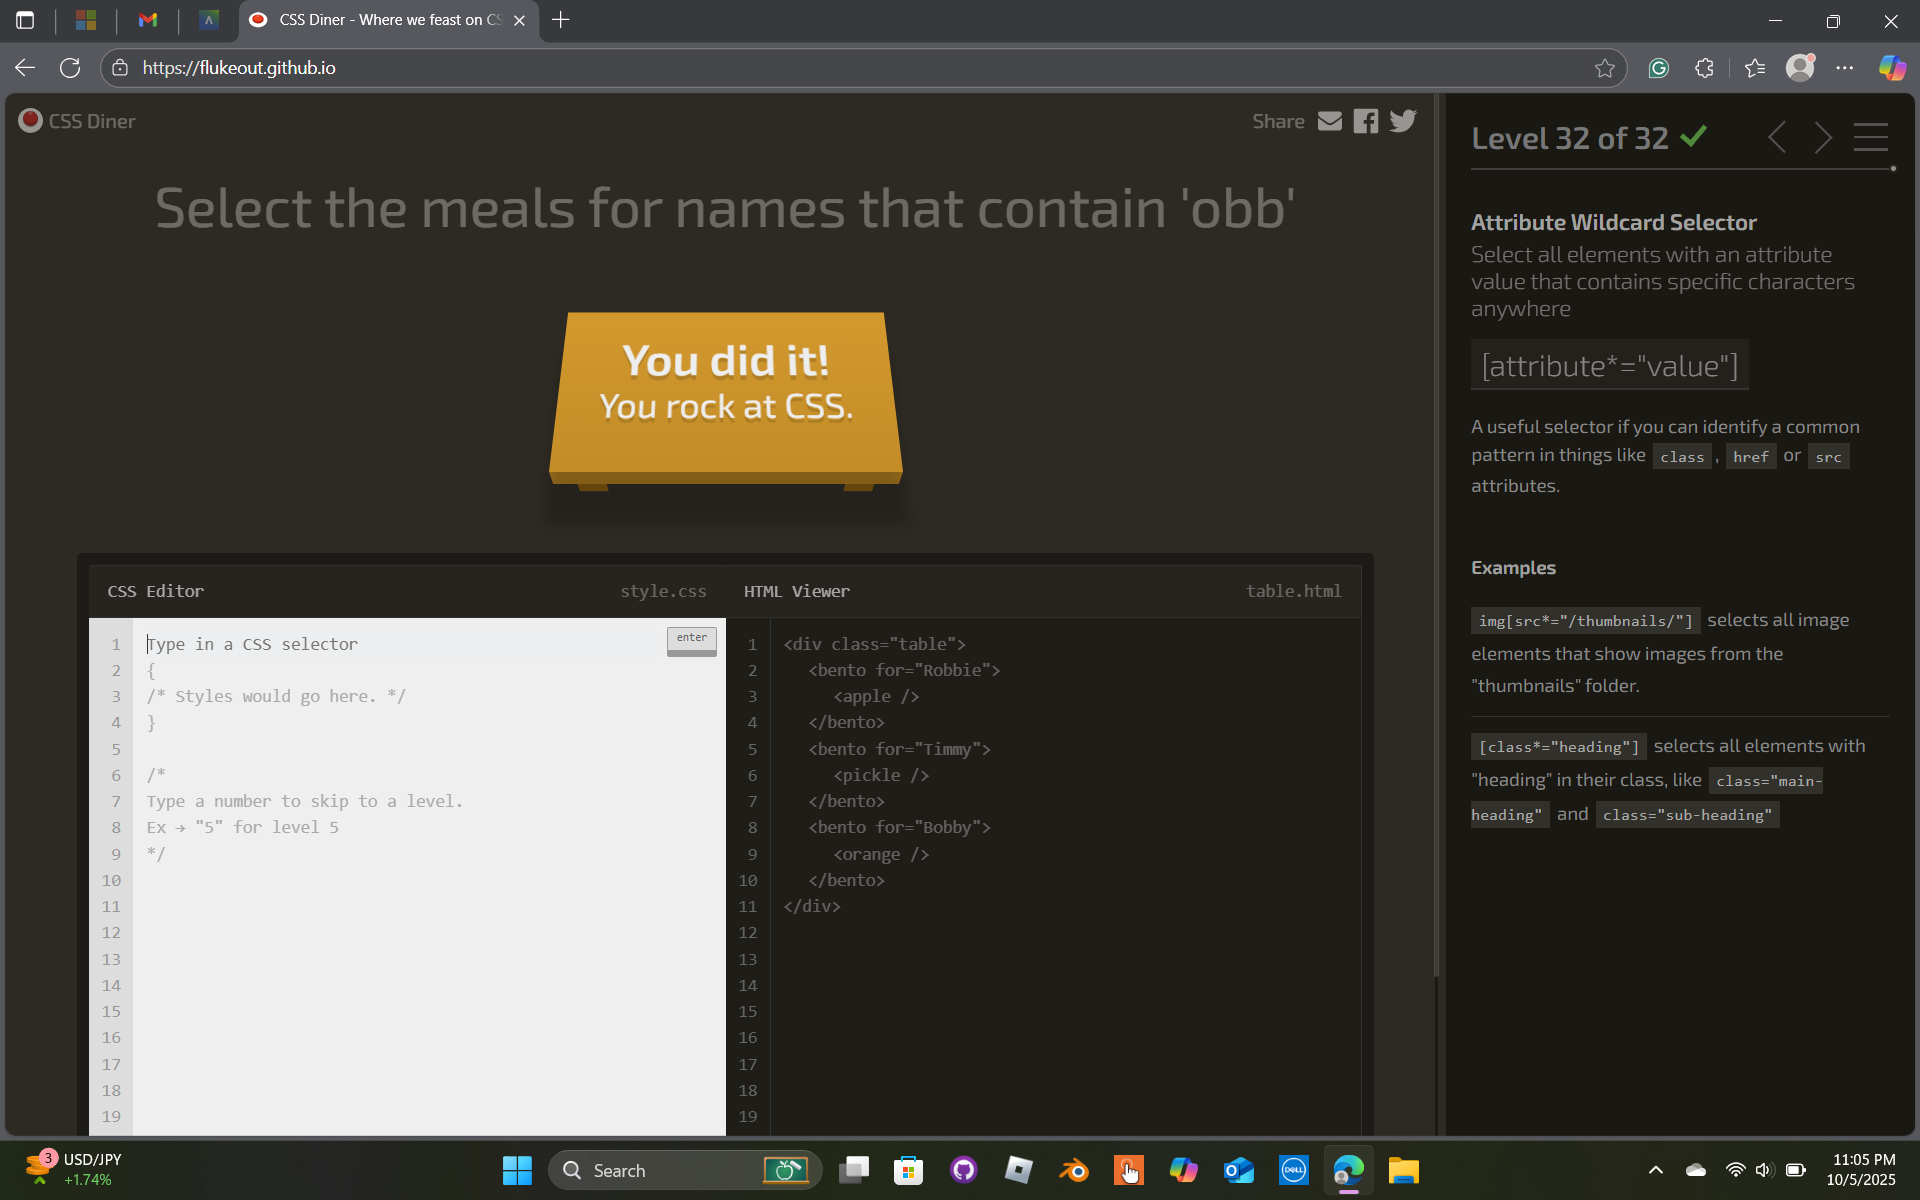 CSS Diner - Where we feast on CS
https://flukeout.github.io
CSS Diner
Share
Select the meals for names that contain 'obb'
You did it!
You rock at CSS.
CSS Editor
style.css
HTML Viewer
table.html
enter
1 Type in a CSS selector
2 {
3 /* Styles would go here. */
4 }
5
6 /*
7 Type a number to skip to a level.
8 Ex → "5" for level 5
9 */
10
11
12
13
14
15
16
17
18
19
1 <div class="table">
2 <bento for="Robbie">
3 <apple />
4 </bento>
5 <bento for="Timmy">
6 <pickle />
7 </bento>
8 <bento for="Bobby">
9 <orange />
10 </bento>
11 </div>
12
13
14
15
16
17
18
19
Level 32 of 32
Attribute Wildcard Selector
Select all elements with an attribute
value that contains specific characters
anywhere
[attribute*="value"]
A useful selector if you can identify a common
pattern in things like class , href or src
attributes.
Examples
img[src*="/thumbnails/"] selects all image
elements that show images from the
"thumbnails" folder.
[class*="heading"] selects all elements with
"heading" in their class, like class="main-
heading" and class="sub-heading"
3
USD/JPY
+1.74%
Search
DELL
11:05 PM
10/5/2025